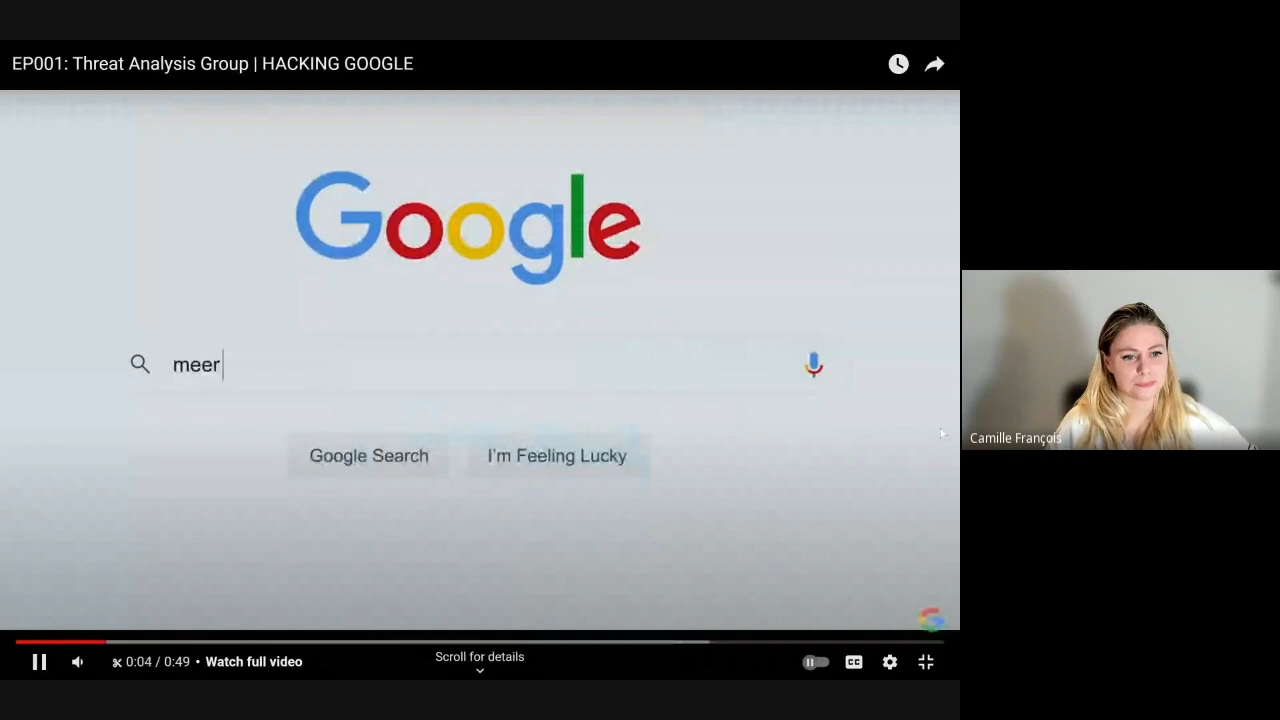 EP001: Threat Analysis Group | HACKING GOOGLE
Google
meer
Google Search
I'm Feeling Lucky
Camille François
0:04 / 0:49 • Watch full video
Scroll for details
CC